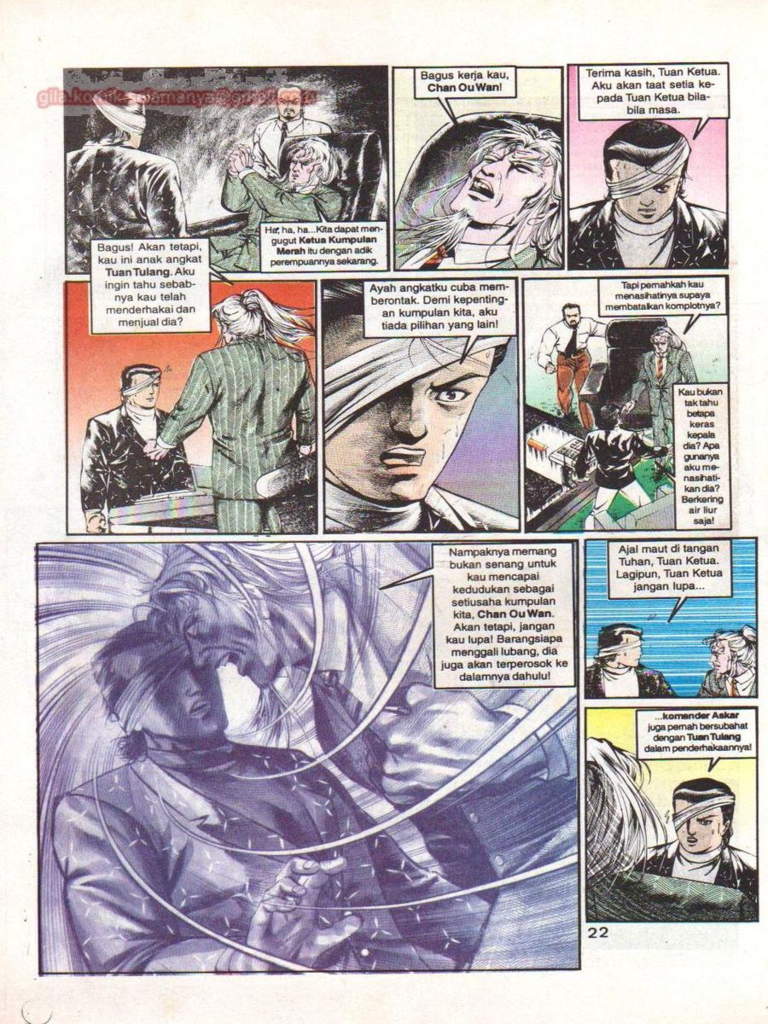 Ha, ha, ha...Kita dapat men-
gugut Ketua Kumpulan
Merah itu dengan adik
perempuannya sekarang.
Bagus kerja kau,
Chan Ou Wan!
Terima kasih, Tuan Ketua.
Aku akan taat setia ke-
pada Tuan Ketua bila-
bila masa.
Bagus! Akan tetapi,
kau ini anak angkat
Tuan Tulang. Aku
ingin tahu sebab-
nya kau telah
menderhakai dan
menjual dia?
Ayah angkatku cuba mem-
berontak. Demi kepenting-
an kumpulan kita, aku
tiada pilihan yang lain!
Tapi pernahkah kau
menasihatinya supaya
membatalkan komplotnya?
Kau bukan
tak tahu
betapa
keras
kepala
dia? Apa
gunanya
aku me-
nasihati-
kan dia?
Berkering
air liur
saja!
Nampaknya memang
bukan senang untuk
kau mencapai
kedudukan sebagai
setiusaha kumpulan
kita, Chan Ou Wan.
Akan tetapi, jangan
kau lupa! Barangsiapa
menggali lubang, dia
juga akan terperosok ke
dalamnya dahulu!
Ajal maut di tangan
Tuhan, Tuan Ketua.
Lagipun, Tuan Ketua
jangan lupa...
...komander Askar
juga pernah bersubahat
dengan Tuan Tulang
dalam penderhakaannya!
22